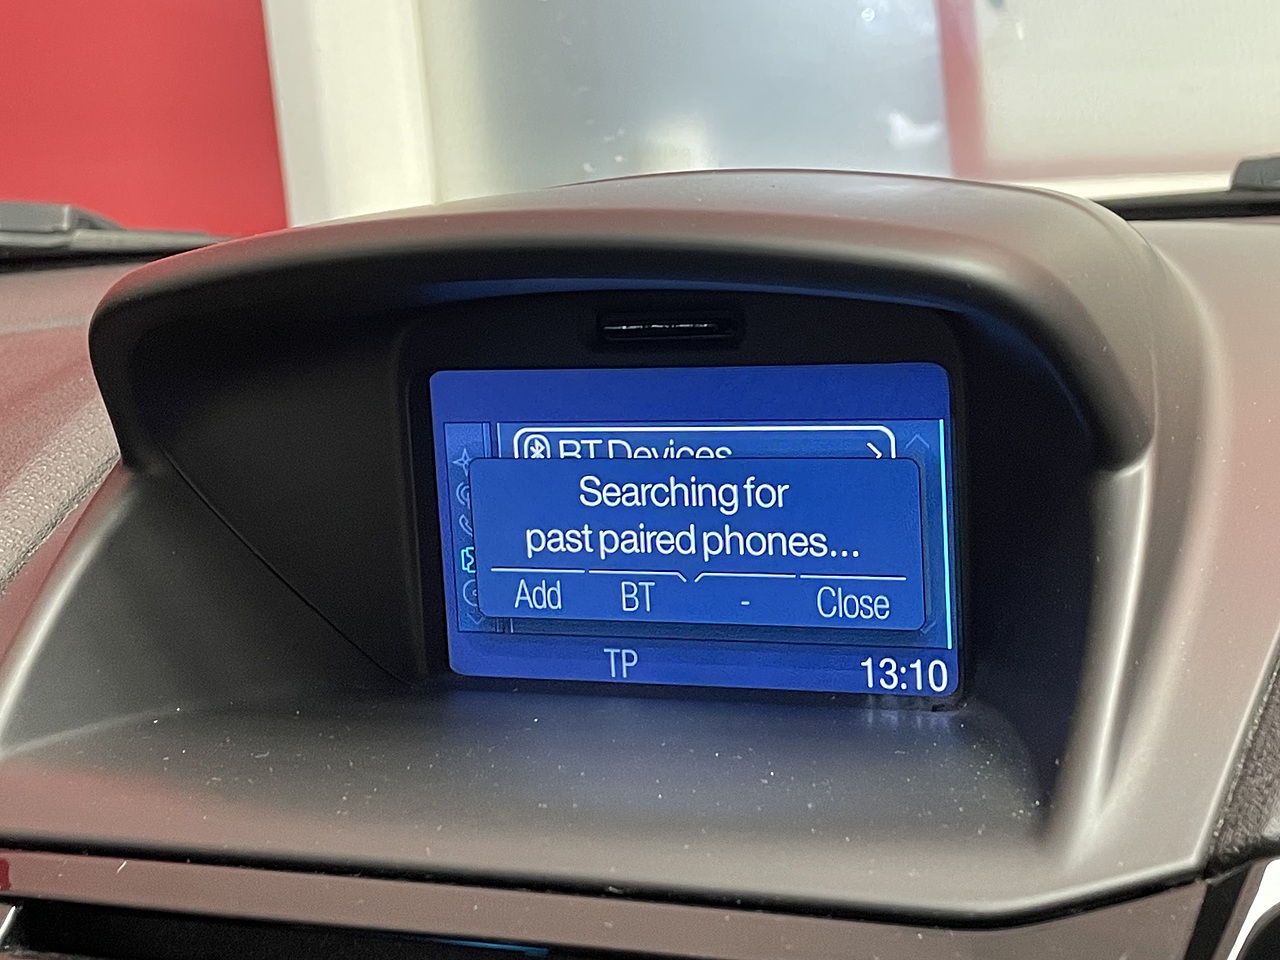 BT Devices
Searching for
past paired phones...
Add BT - Close
TP 13:10